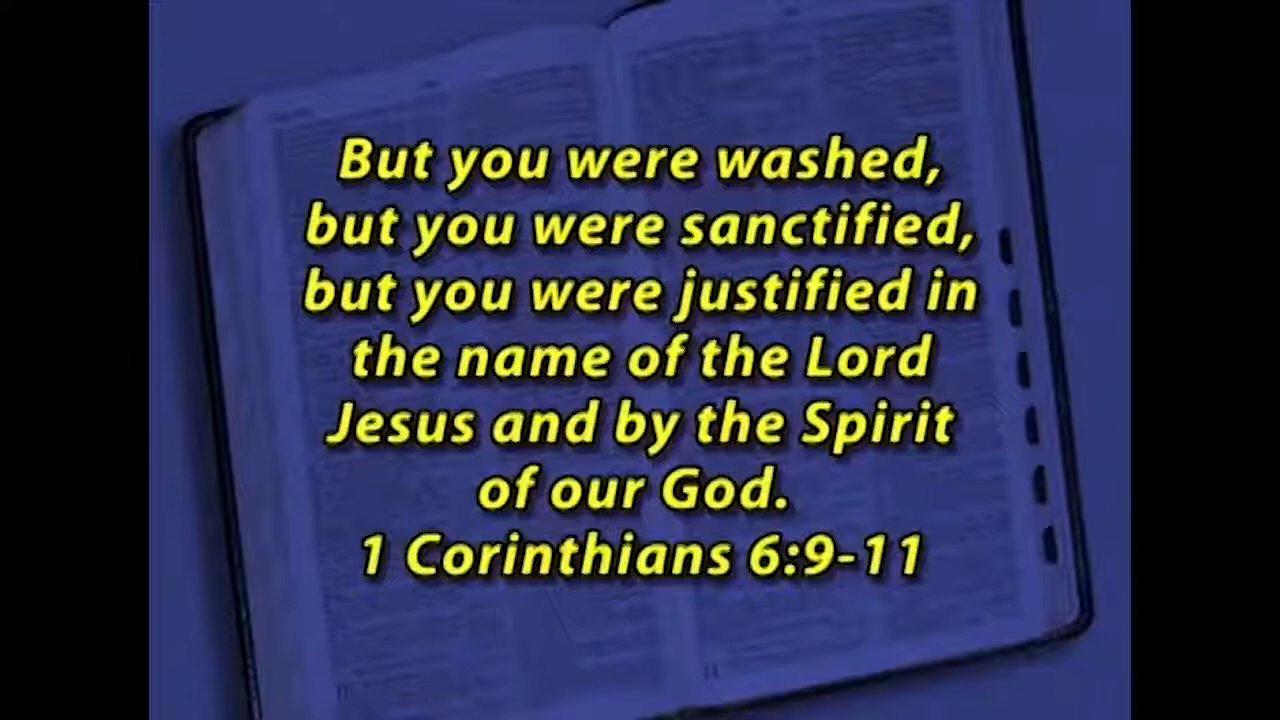 But you were washed,
but you were sanctified,
but you were justified in
the name of the Lord
Jesus and by the Spirit
of our God.
1 Corinthians 6:9-11